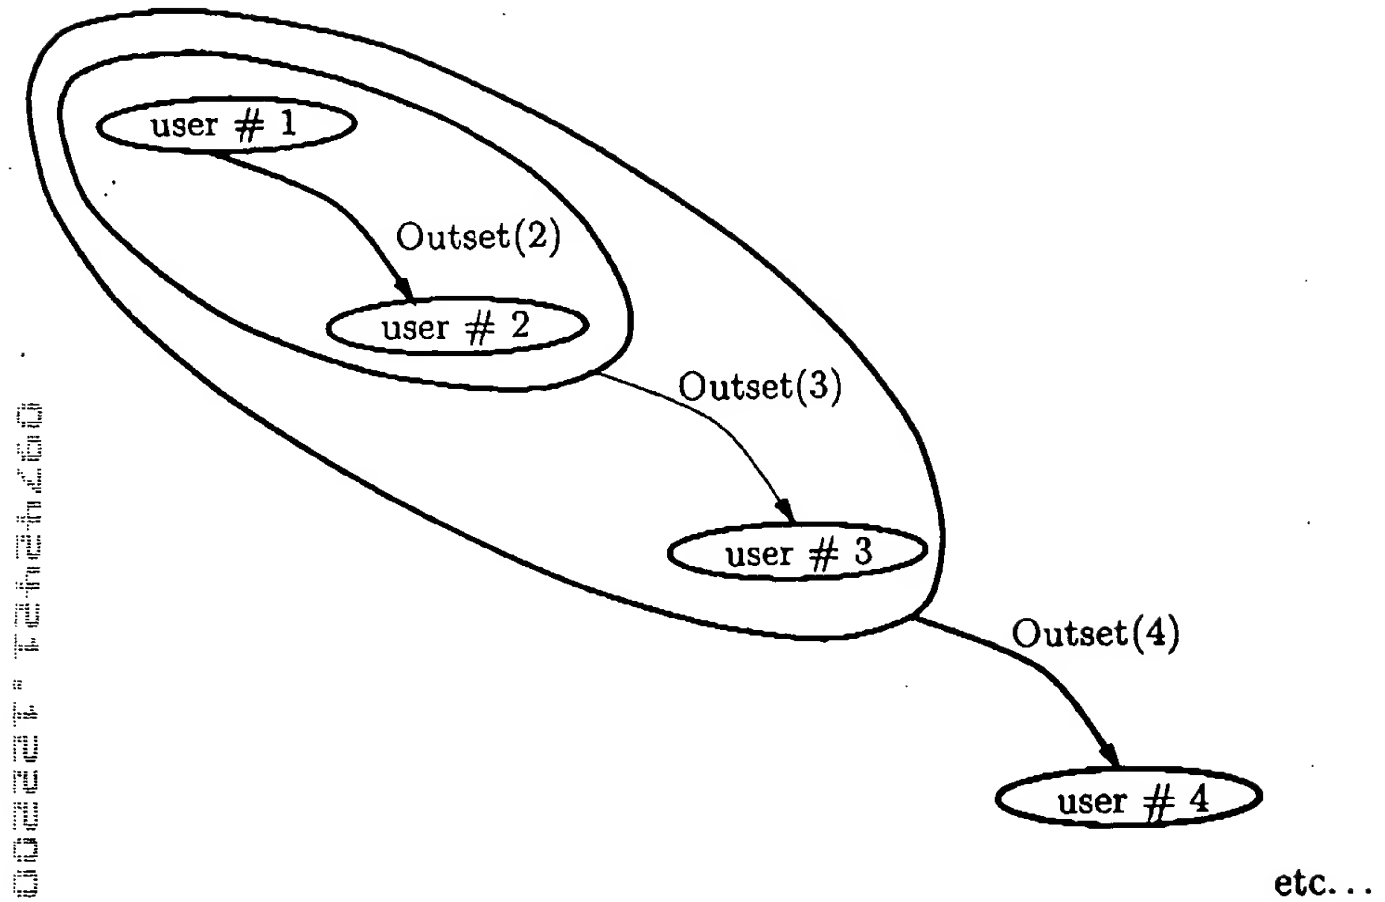 user # 1
Outset(2)
user # 2
Outset(3)
user # 3
Outset(4)
user # 4
etc...